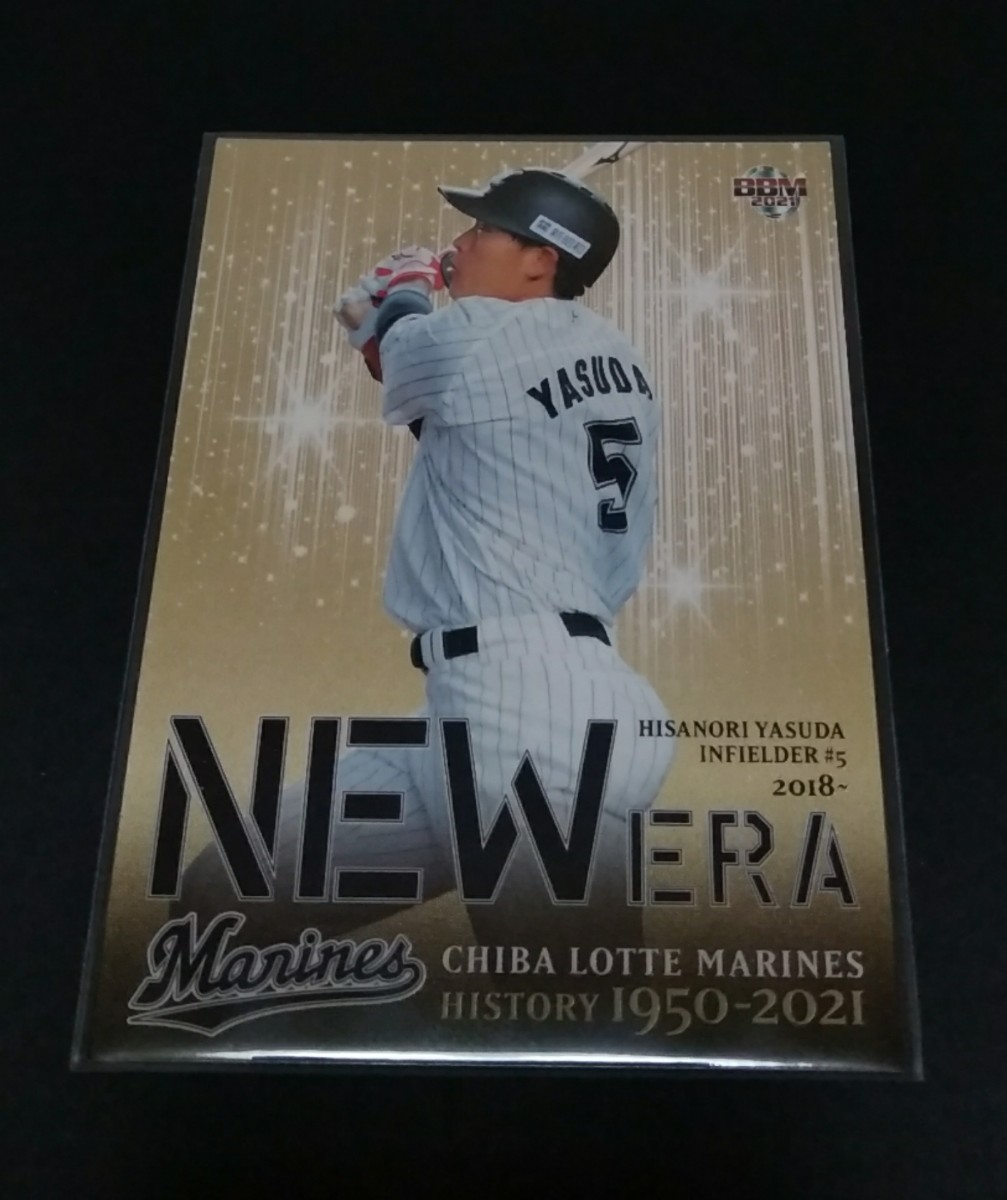 BBM
2021
YASUDA
5
HISANORI YASUDA
INFIELDER #5
2018~
NEW ERA
Marines
CHIBA LOTTE MARINES
HISTORY 1950-2021